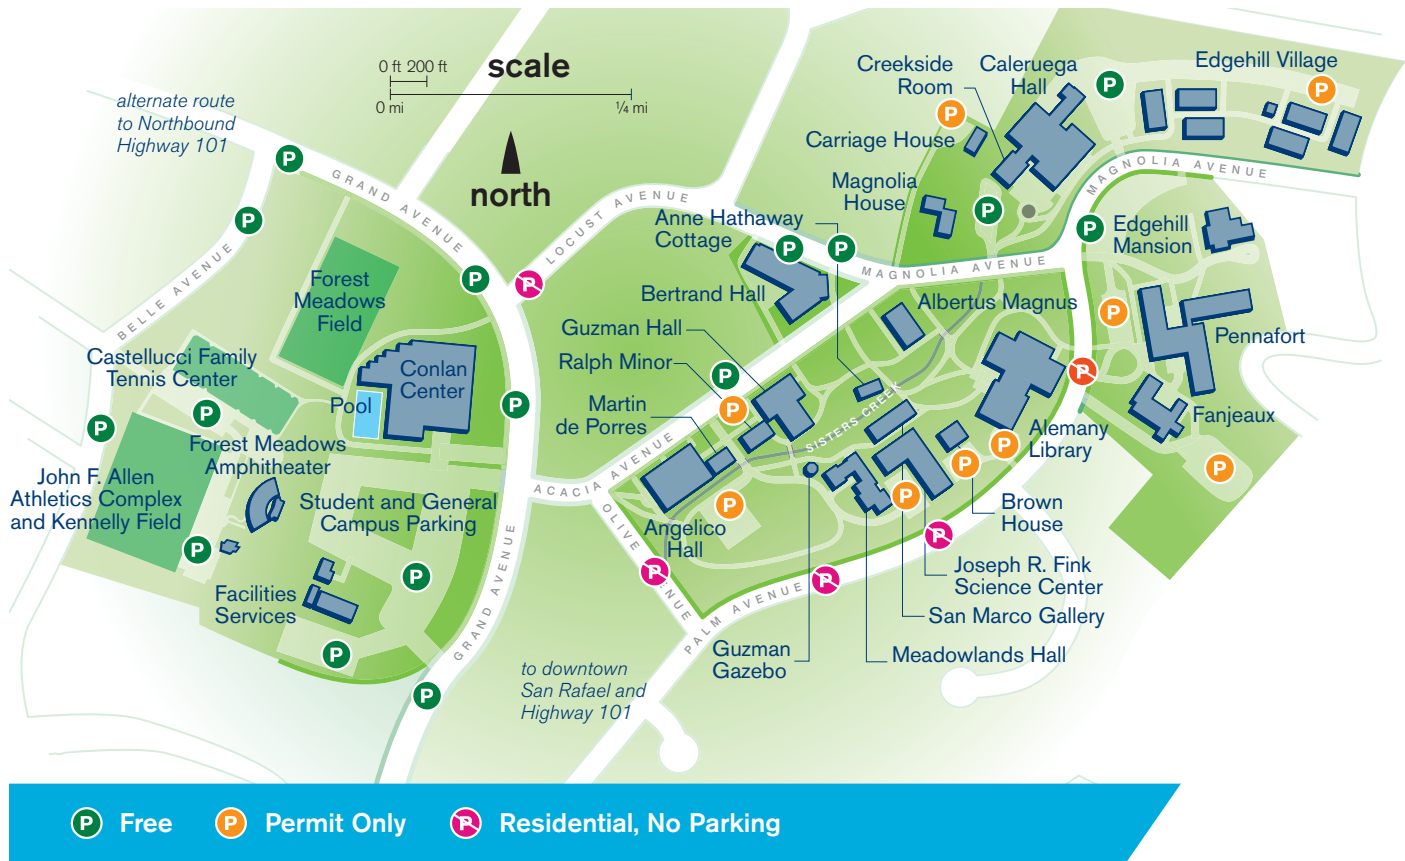 0 ft 200 ft
scale
0 mi
1/4 mi
north
alternate route
to Northbound
Highway 101
Creekside
Room
Caleruega
Hall
Edgehill Village
Carriage House
Magnolia
House
Anne Hathaway
Cottage
Edgehill
Mansion
MAGNOLIA AVENUE
GRAND AVENUE
LOCUST AVENUE
MAGNOLIA AVENUE
BELLE AVENUE
Forest
Meadows
Field
Bertrand Hall
Albertus Magnus
Guzman Hall
Ralph Minor
Pennafort
Castellucci Family
Tennis Center
Conlan
Center
Pool
Martin
de Porres
SISTERS CREEK
Fanjeaux
Alemany
Library
Forest Meadows
Amphitheater
John F. Allen
Athletics Complex
and Kennelly Field
Student and General
Campus Parking
ACACIA AVENUE
OLIVE AVENUE
Angelico
Hall
Brown
House
Joseph R. Fink
Science Center
San Marco Gallery
Meadowlands Hall
Guzman
Gazebo
PALM AVENUE
GRAND AVENUE
Facilities
Services
to downtown
San Rafael and
Highway 101
P Free
P Permit Only
P Residential, No Parking